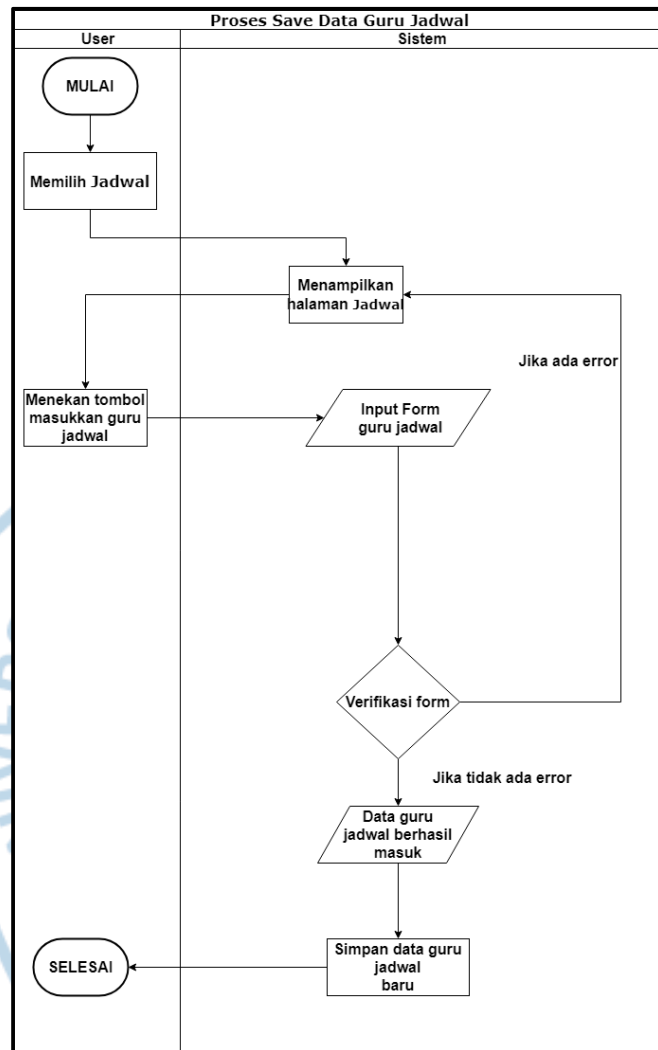 Proses Save Data Guru Jadwal
User
Sistem
MULAI
Memilih Jadwal
Menampilkan
halaman Jadwal
Jika ada error
Menekan tombol
masukkan guru
jadwal
Input Form
guru jadwal
Verifikasi form
Jika tidak ada error
Data guru
jadwal berhasil
masuk
Simpan data guru
jadwal
baru
SELESAI